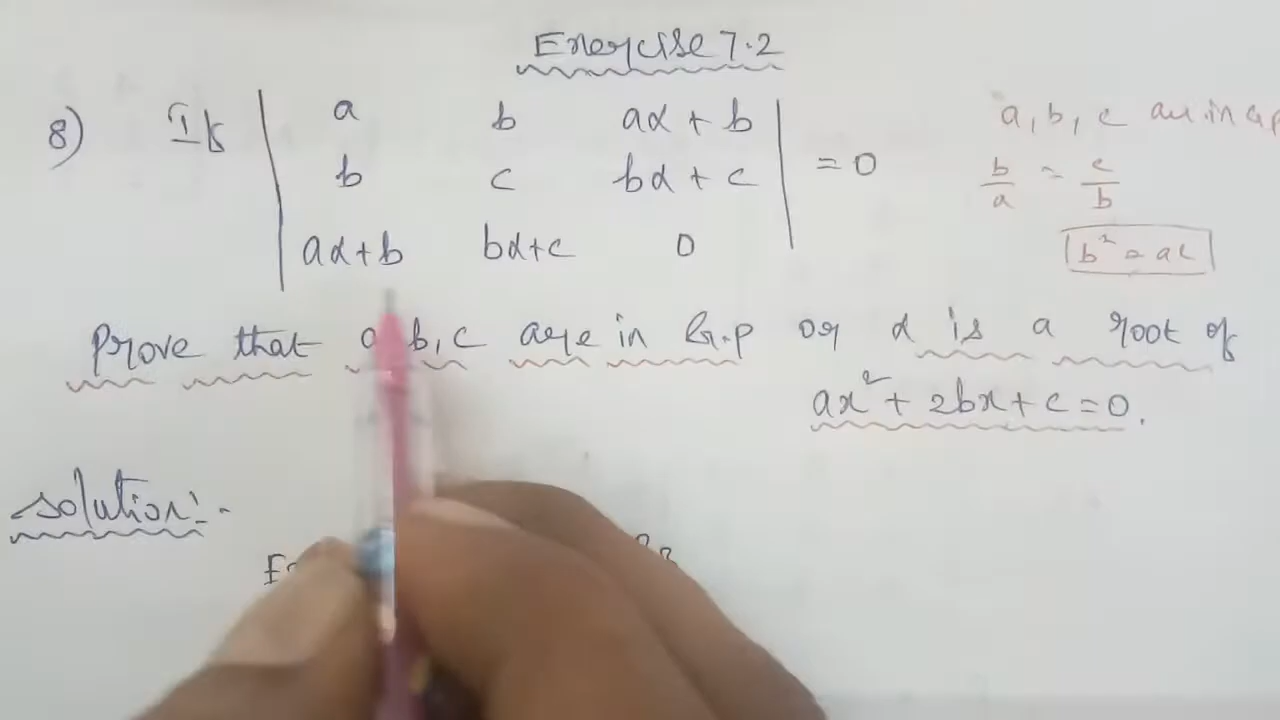 Exercise 7.2
8) If | a b aα + b |
| b c bα + c | = 0
| aα+b bα+c 0 |
a, b, c are in G.P
b/a = c/b
b² = ac
Prove that a, b, c are in G.P or α is a root of
ax² + 2bx + c = 0.
Solution:-